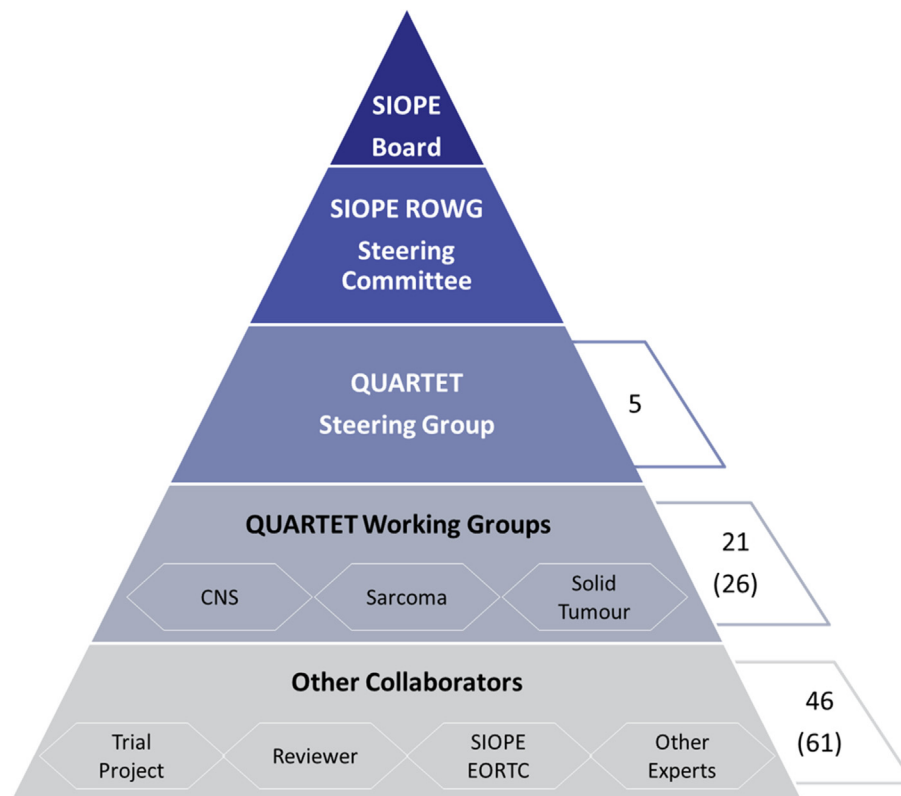 SIOPE
Board
SIOPE ROWG
Steering
Committee
QUARTET
Steering Group
5
QUARTET Working Groups
CNS
Sarcoma
Solid
Tumour
21
(26)
Other Collaborators
Trial
Project
Reviewer
SIOPE
EORTC
Other
Experts
46
(61)